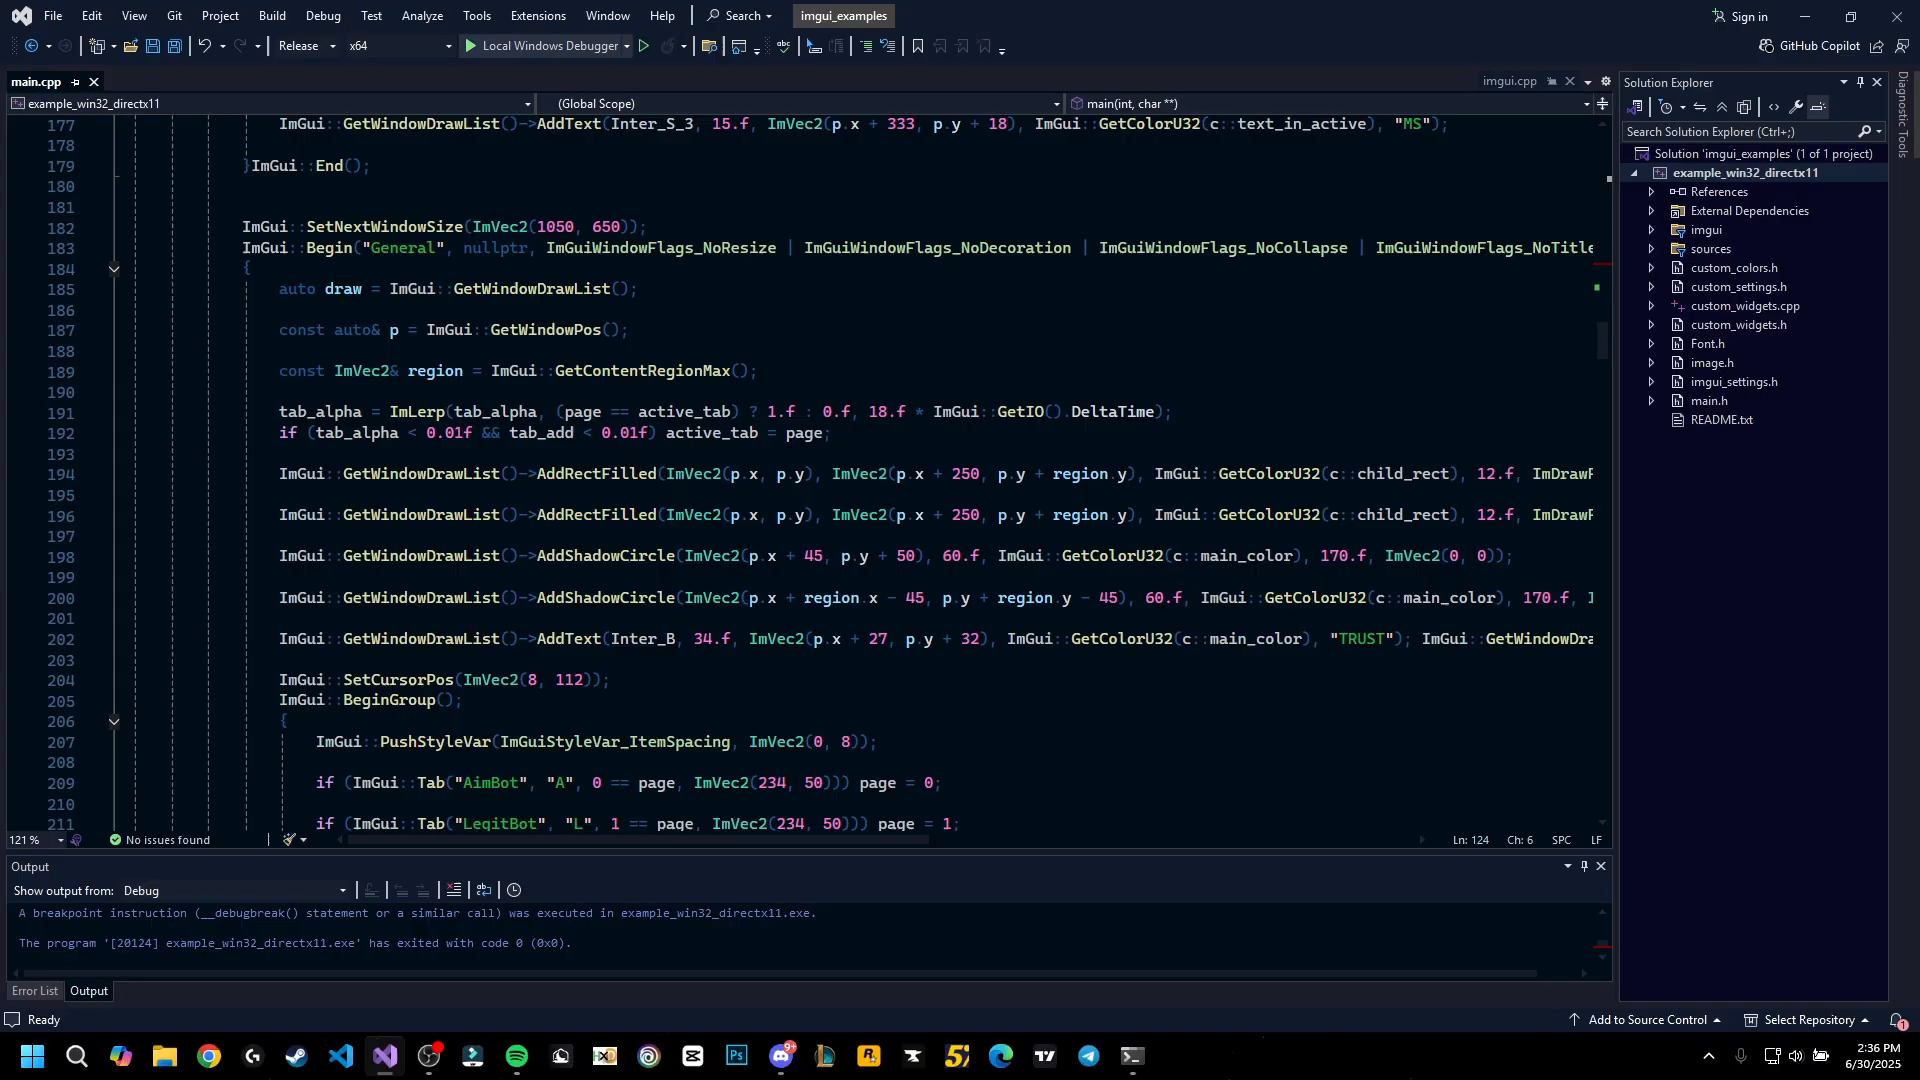 File Edit View Git Project Build Debug Test Analyze Tools Extensions Window Help Search imgui_examples Sign in
Release x64 Local Windows Debugger GitHub Copilot
main.cpp imgui.cpp
example_win32_directx11 (Global Scope) main(int, char **)
177 ImGui::GetWindowDrawList()->AddText(Inter_S_3, 15.f, ImVec2(p.x + 333, p.y + 18), ImGui::GetColorU32(c::text_in_active), "MS");
178
179 }ImGui::End();
180
181
182 ImGui::SetNextWindowSize(ImVec2(1050, 650));
183 ImGui::Begin("General", nullptr, ImGuiWindowFlags_NoResize | ImGuiWindowFlags_NoDecoration | ImGuiWindowFlags_NoCollapse | ImGuiWindowFlags_NoTitle
184 {
185 auto draw = ImGui::GetWindowDrawList();
186
187 const auto& p = ImGui::GetWindowPos();
188
189 const ImVec2& region = ImGui::GetContentRegionMax();
190
191 tab_alpha = ImLerp(tab_alpha, (page == active_tab) ? 1.f : 0.f, 18.f * ImGui::GetIO().DeltaTime);
192 if (tab_alpha < 0.01f && tab_add < 0.01f) active_tab = page;
193
194 ImGui::GetWindowDrawList()->AddRectFilled(ImVec2(p.x, p.y), ImVec2(p.x + 250, p.y + region.y), ImGui::GetColorU32(c::child_rect), 12.f, ImDraw
195
196 ImGui::GetWindowDrawList()->AddRectFilled(ImVec2(p.x, p.y), ImVec2(p.x + 250, p.y + region.y), ImGui::GetColorU32(c::child_rect), 12.f, ImDraw
197
198 ImGui::GetWindowDrawList()->AddShadowCircle(ImVec2(p.x + 45, p.y + 50), 60.f, ImGui::GetColorU32(c::main_color), 170.f, ImVec2(0, 0));
199
200 ImGui::GetWindowDrawList()->AddShadowCircle(ImVec2(p.x + region.x - 45, p.y + region.y - 45), 60.f, ImGui::GetColorU32(c::main_color), 170.f,
201
202 ImGui::GetWindowDrawList()->AddText(Inter_B, 34.f, ImVec2(p.x + 27, p.y + 32), ImGui::GetColorU32(c::main_color), "TRUST"); ImGui::GetWindowDra
203
204 ImGui::SetCursorPos(ImVec2(8, 112));
205 ImGui::BeginGroup();
206 {
207 ImGui::PushStyleVar(ImGuiStyleVar_ItemSpacing, ImVec2(0, 8));
208
209 if (ImGui::Tab("AimBot", "A", 0 == page, ImVec2(234, 50))) page = 0;
210
211 if (ImGui::Tab("LegitBot", "L", 1 == page, ImVec2(234, 50))) page = 1;
121 % No issues found Ln: 124 Ch: 6 SPC LF
Output
Show output from: Debug
A breakpoint instruction (__debugbreak() statement or a similar call) was executed in example_win32_directx11.exe.
The program '[20124] example_win32_directx11.exe' has exited with code 0 (0x0).
Error List Output
Solution Explorer
Search Solution Explorer (Ctrl+;)
Solution 'imgui_examples' (1 of 1 project)
example_win32_directx11
References
External Dependencies
imgui
sources
custom_colors.h
custom_settings.h
custom_widgets.cpp
custom_widgets.h
Font.h
image.h
imgui_settings.h
main.h
README.txt
Diagnostic Tools
Ready Add to Source Control Select Repository 1
9+
2:36 PM
6/30/2025